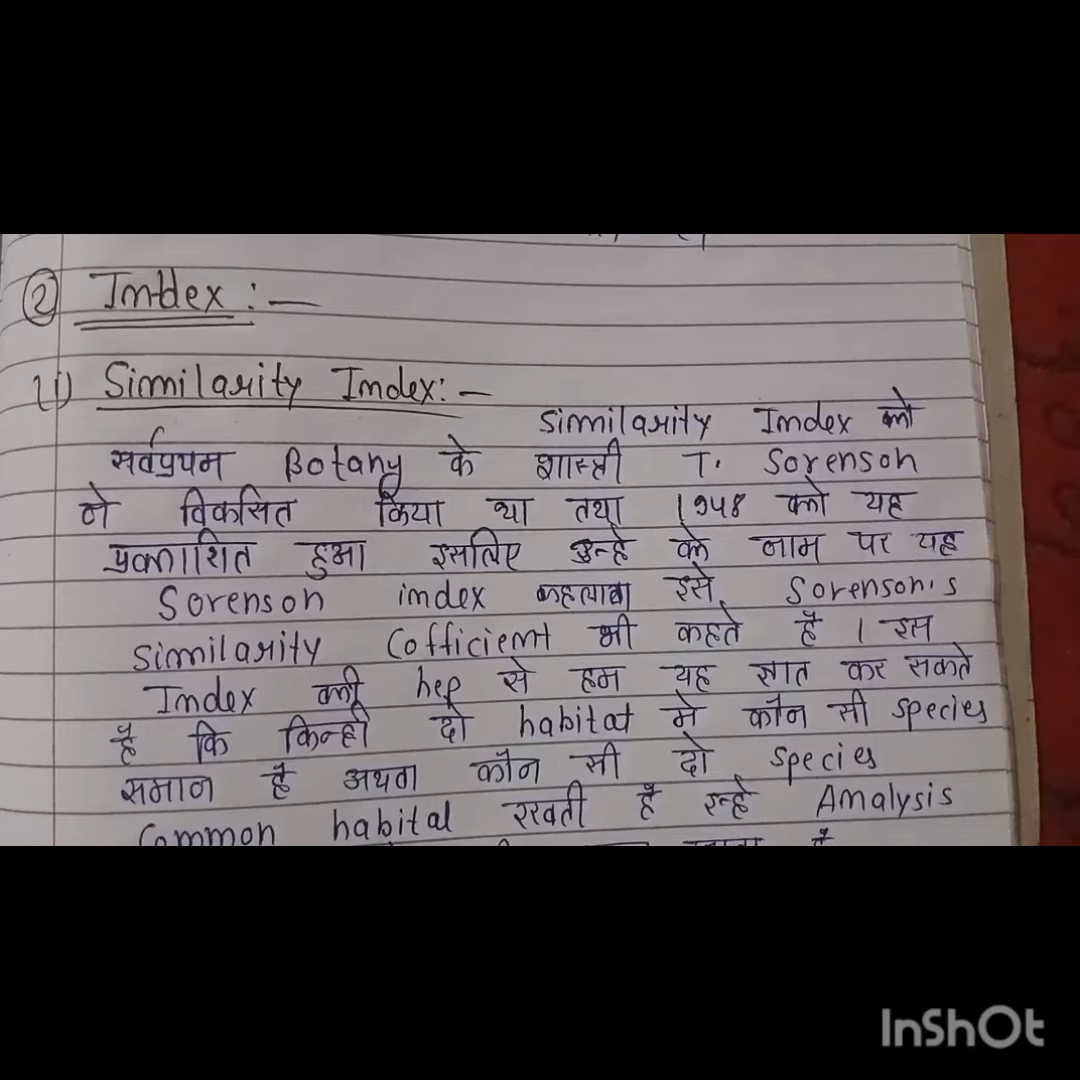 ② Index :—
1i) Similarity Index:—
Similarity Index को
सर्वप्रथम Botany के शास्त्री T. Sorenson
ने विकसित किया था तथा 1948 को यह
प्रकाशित हुआ इसलिए उन्हे के नाम पर यह
Sorenson index कहलाया इसे Sorenson's
Similarity Cofficient भी कहते है । इस
Index की hep से हम यह ज्ञात कर सकते
है कि किन्ही दो habitat मे कौन सी species
समान है अथवा कौन सी दो species
Common habital रखती है इन्हे Analysis
InShOt